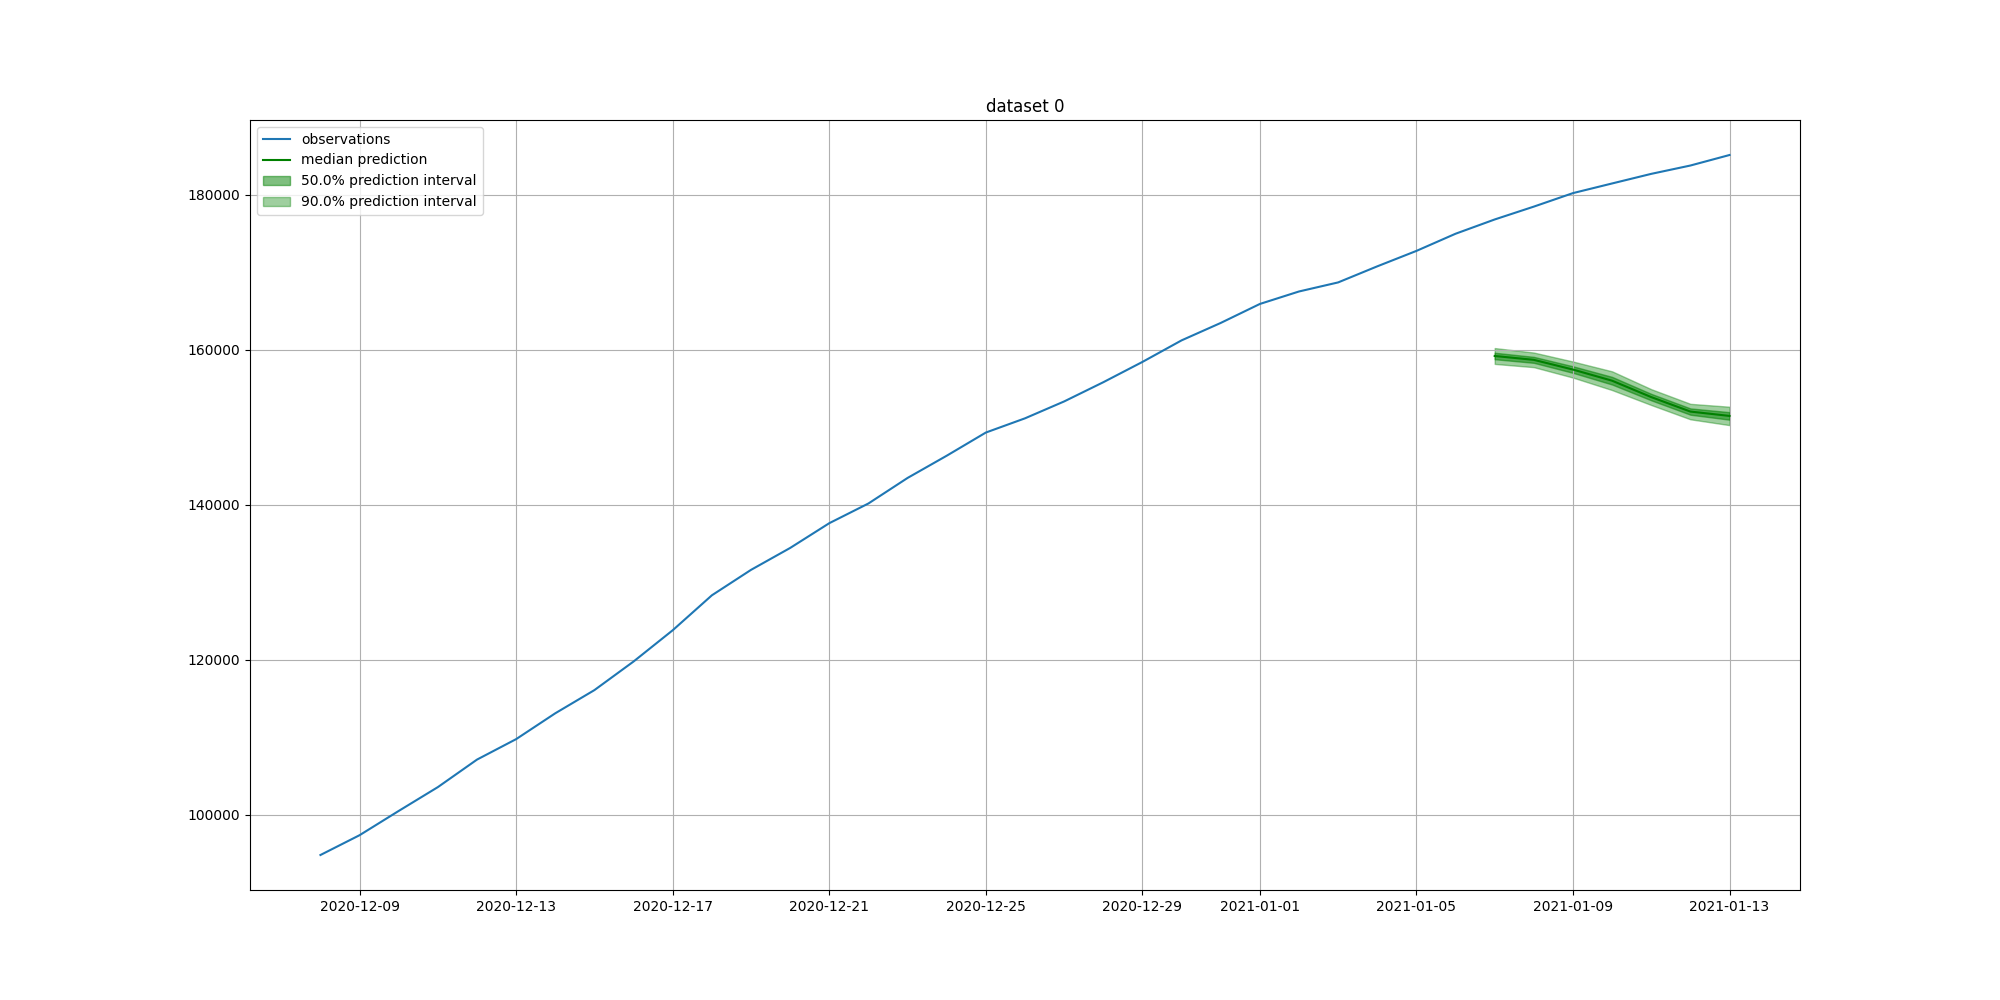 dataset 0
observations
median prediction
50.0% prediction interval
90.0% prediction interval
180000
160000
140000
120000
100000
2020-12-09 2020-12-13 2020-12-17 2020-12-21 2020-12-25 2020-12-29 2021-01-01 2021-01-05 2021-01-09 2021-01-13